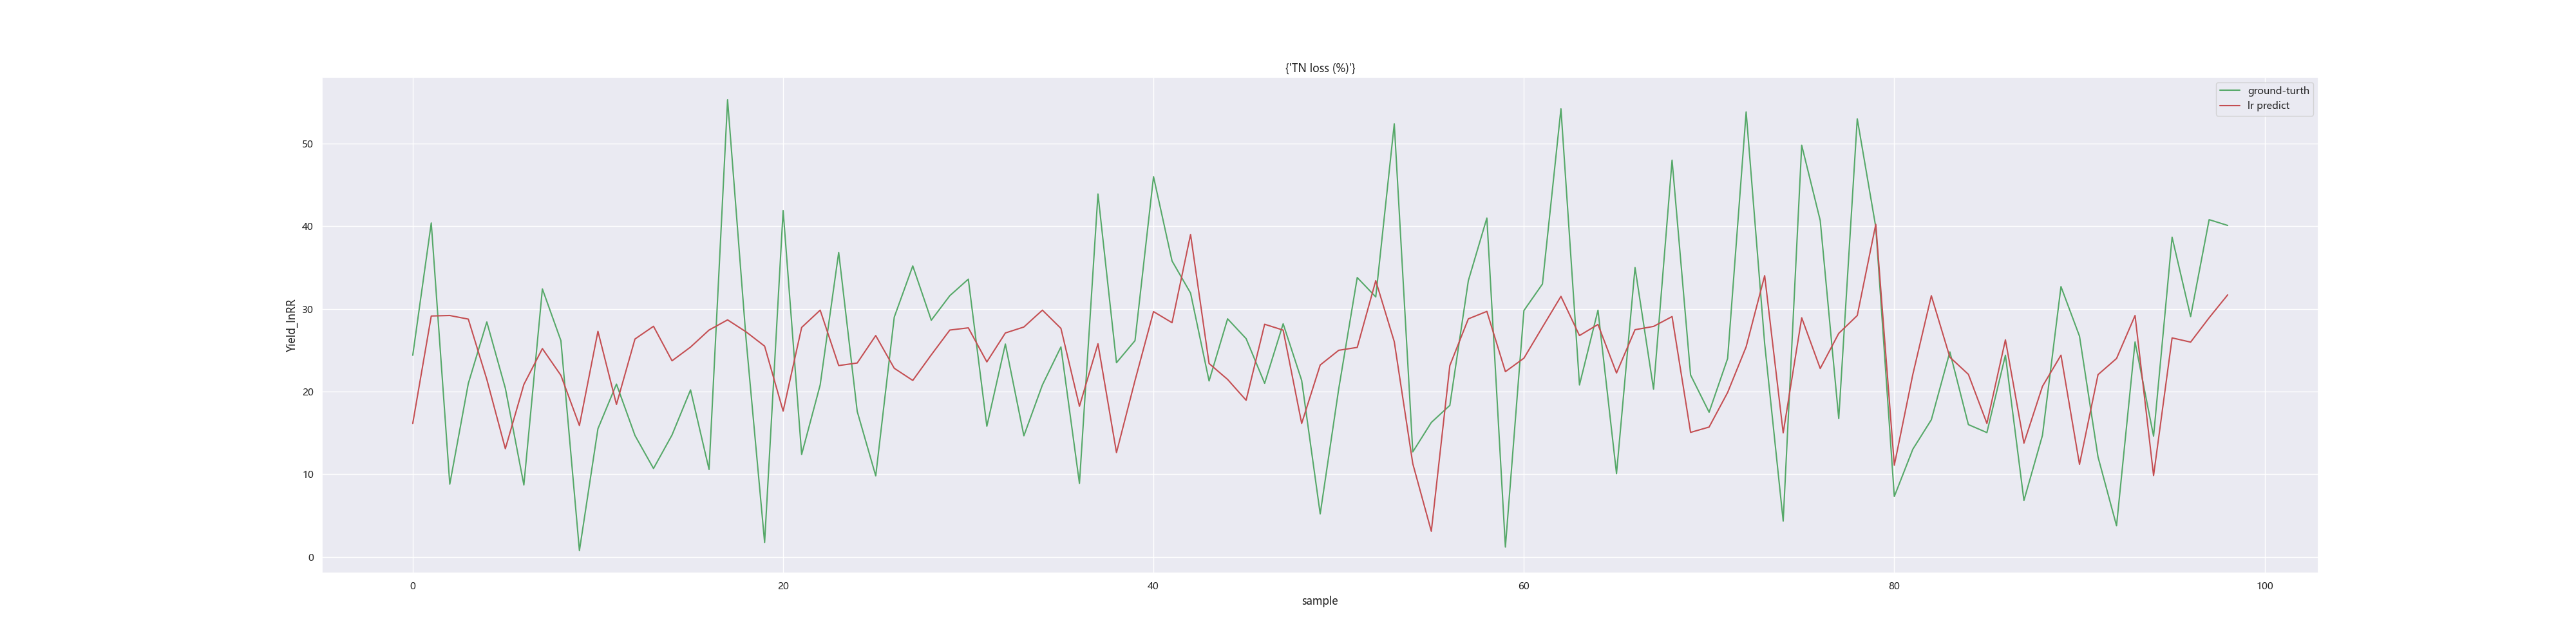 {'TN loss (%)'}
ground-turth
lr predict
50
40
30
20
10
0
Yield_lnRR
0 20 40 60 80 100
sample